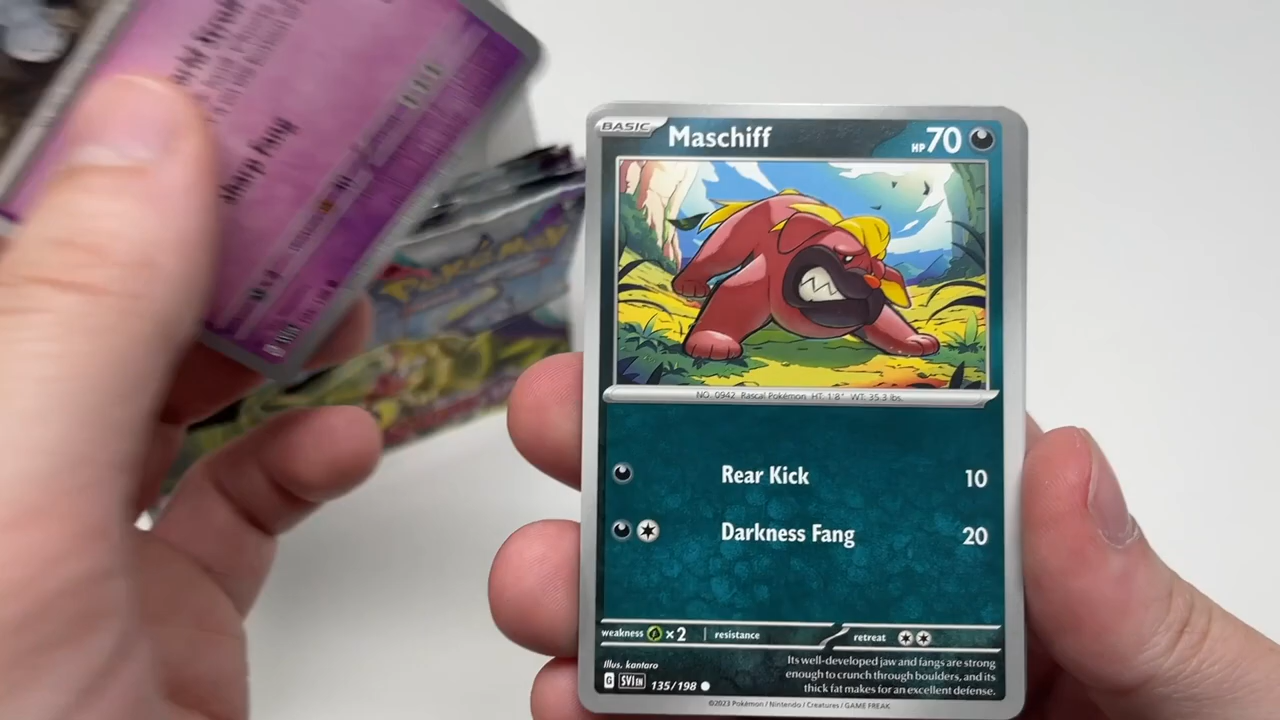 BASIC Maschiff HP 70
NO. 0942 Rascal Pokémon HT: 1'8" WT: 35.3 lbs.
Rear Kick 10
Darkness Fang 20
weakness ×2 resistance retreat
Its well-developed jaw and fangs are strong
enough to crunch through boulders, and its
thick fat makes for an excellent defense.
Illus. kantaro
G SVI EN 135/198
©2023 Pokémon / Nintendo / Creatures / GAME FREAK
Pokémon